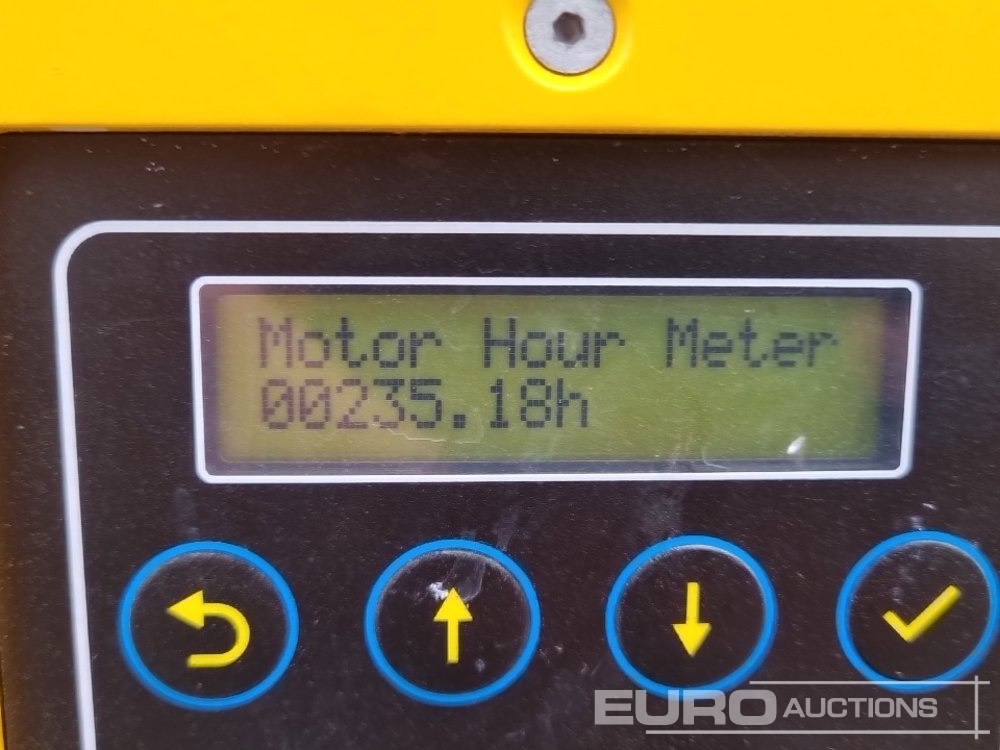 Motor Hour Meter
00235.18h
EURO AUCTIONS